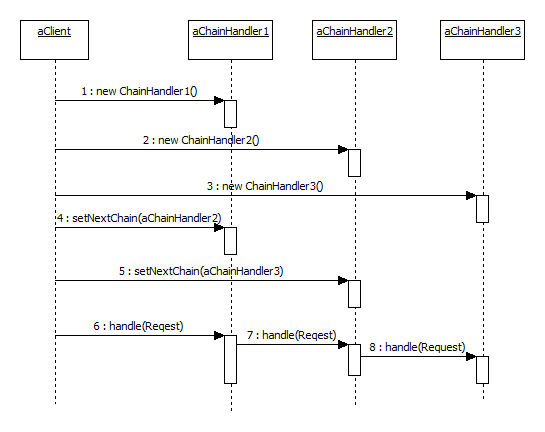 aClient
aChainHandler1
aChainHandler2
aChainHandler3
1 : new ChainHandler1()
2 : new ChainHandler2()
3 : new ChainHandler3()
4 : setNextChain(aChainHandler2)
5 : setNextChain(aChainHandler3)
6 : handle(Reqest)
7 : handle(Reqest)
8 : handle(Request)